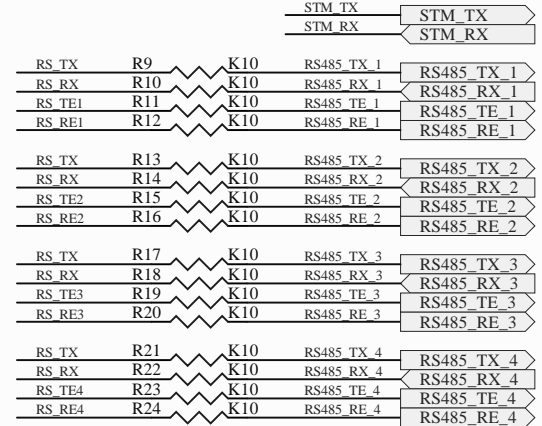 STM_TX STM_TX
STM_RX STM_RX
RS_TX R9 K10 RS485_TX_1 RS485_TX_1
RS_RX R10 K10 RS485_RX_1 RS485_RX_1
RS_TE1 R11 K10 RS485_TE_1 RS485_TE_1
RS_RE1 R12 K10 RS485_RE_1 RS485_RE_1
RS_TX R13 K10 RS485_TX_2 RS485_TX_2
RS_RX R14 K10 RS485_RX_2 RS485_RX_2
RS_TE2 R15 K10 RS485_TE_2 RS485_TE_2
RS_RE2 R16 K10 RS485_RE_2 RS485_RE_2
RS_TX R17 K10 RS485_TX_3 RS485_TX_3
RS_RX R18 K10 RS485_RX_3 RS485_RX_3
RS_TE3 R19 K10 RS485_TE_3 RS485_TE_3
RS_RE3 R20 K10 RS485_RE_3 RS485_RE_3
RS_TX R21 K10 RS485_TX_4 RS485_TX_4
RS_RX R22 K10 RS485_RX_4 RS485_RX_4
RS_TE4 R23 K10 RS485_TE_4 RS485_TE_4
RS_RE4 R24 K10 RS485_RE_4 RS485_RE_4